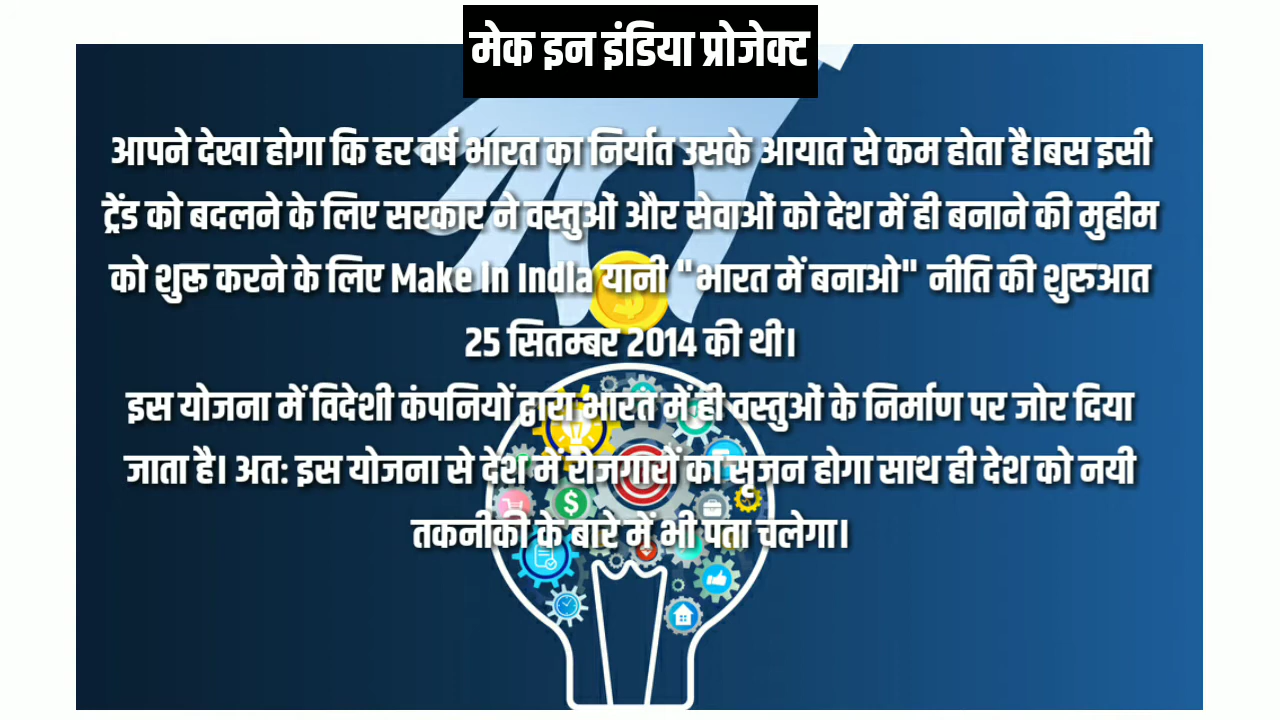 मेक इन इंडिया प्रोजेक्ट
आपने देखा होगा कि हर वर्ष भारत का निर्यात उसके आयात से कम होता है।बस इसी
ट्रेंड को बदलने के लिए सरकार ने वस्तुओं और सेवाओं को देश में ही बनाने की मुहीम
को शुरू करने के लिए Make In India यानी "भारत में बनाओ" नीति की शुरुआत
25 सितम्बर 2014 की थी।
इस योजना में विदेशी कंपनियों द्वारा भारत में ही वस्तुओं के निर्माण पर जोर दिया
जाता है। अत: इस योजना से देश में रोजगारों का सृजन होगा साथ ही देश को नयी
तकनीकी के बारे में भी पता चलेगा।